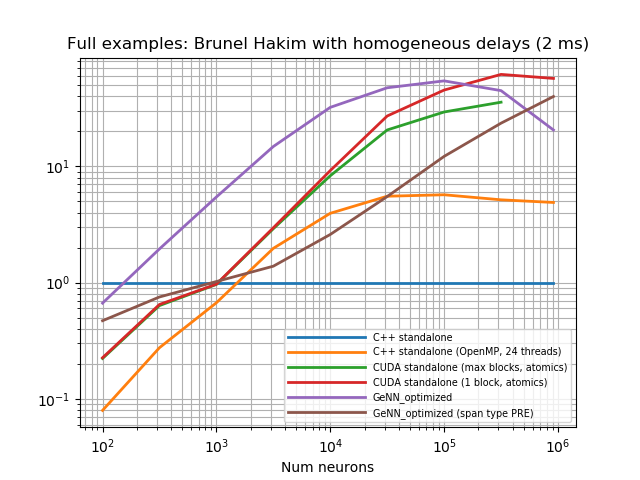 Full examples: Brunel Hakim with homogeneous delays (2 ms)
10¹
10⁰
10⁻¹
C++ standalone
C++ standalone (OpenMP, 24 threads)
CUDA standalone (max blocks, atomics)
CUDA standalone (1 block, atomics)
GeNN_optimized
GeNN_optimized (span type PRE)
10² 10³ 10⁴ 10⁵ 10⁶
Num neurons